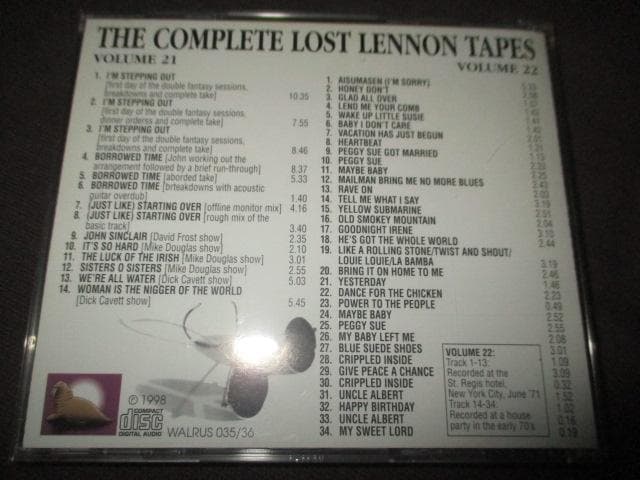 THE COMPLETE LOST LENNON TAPES
VOLUME 21
1. I'M STEPPING OUT
[first day of the double fantasy sessions,
breakdowns and complete take] 10.35
2. I'M STEPPING OUT
[first day of the double fantasy sessions,
dinner orderss and complete take] 7.55
3. I'M STEPPING OUT
[first day of the double fantasy sessions,
breakdowns and complete take] 8.46
4. BORROWED TIME [John working out the
arrangement followed by a brief run-through] 8.37
5. BORROWED TIME [aborded take] 5.33
6. BORROWED TIME [brteakdowns with acoustic
guitar overdub] 1.40
7. (JUST LIKE) STARTING OVER [offline monitor mix] 4.16
8. (JUST LIKE) STARTING OVER [rough mix of the
basic track] 3.40
9. JOHN SINCLAIR [David Frost show] 2.35
10. IT'S SO HARD [Mike Douglas show] 2.10
11. THE LUCK OF THE IRISH [Mike Douglas show] 3.01
12. SISTERS O SISTERS [Mike Douglas show] 2.55
13. WE'RE ALL WATER [Dick Cavett show] 5.03
14. WOMAN IS THE NIGGER OF THE WORLD
[Dick Cavett show] 5.45
VOLUME 22
1. AISUMASEN (I'M SORRY)
2. HONEY DON'T
3. GLAD ALL OVER
4. LEND ME YOUR COMB
5. WAKE UP LITTLE SUSIE
6. BABY I DON'T CARE
7. VACATION HAS JUST BEGUN
8. HEARTBEAT
9. PEGGY SUE GOT MARRIED
10. PEGGY SUE
11. MAYBE BABY
12. MAILMAN BRING ME NO MORE BLUES
13. RAVE ON
14. TELL ME WHAT I SAY
15. YELLOW SUBMARINE
16. OLD SMOKEY MOUNTAIN
17. GOODNIGHT IRENE
18. HE'S GOT THE WHOLE WORLD 2.44
19. LIKE A ROLLING STONE/TWIST AND SHOUT/
LOUIE LOUIE/LA BAMBA 3.19
20. BRING IT ON HOME TO ME 2.46
21. YESTERDAY 1.46
22. DANCE FOR THE CHICKEN 2.23
23. POWER TO THE PEOPLE 0.49
24. MAYBE BABY 2.52
25. PEGGY SUE 2.55
26. MY BABY LEFT ME 2.08
27. BLUE SUEDE SHOES 3.01
28. CRIPPLED INSIDE 1.09
29. GIVE PEACE A CHANCE 3.09
30. CRIPPLED INSIDE 0.32
31. UNCLE ALBERT 1.52
32. HAPPY BIRTHDAY 1.02
33. UNCLE ALBERT 0.16
34. MY SWEET LORD 0.19
VOLUME 22:
Track 1-13:
Recorded at the
St. Regis hotel,
New York City, June '71
Track 14-34:
Recorded at a house
party in the early 70's
℗ 1998
COMPACT
disc
DIGITAL AUDIO
WALRUS 035/36